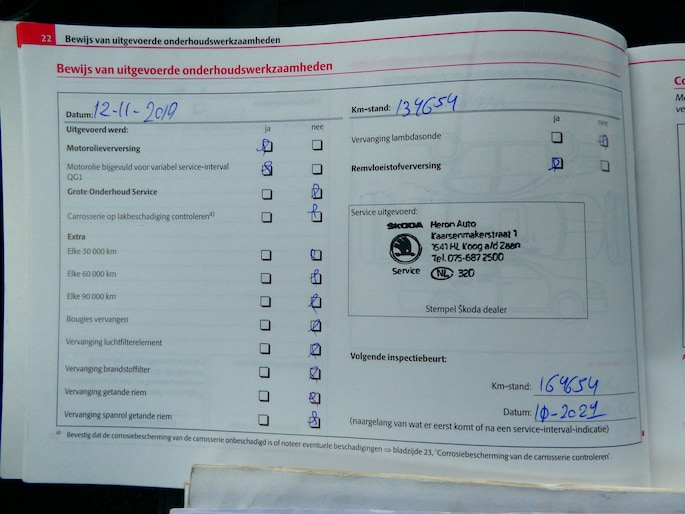 22 Bewijs van uitgevoerde onderhoudswerkzaamheden
Bewijs van uitgevoerde onderhoudswerkzaamheden
Datum: 12-11-2019
Km-stand: 134654
Uitgevoerd werd: ja nee
ja nee
Motorolieverversing
Vervanging lambdasonde
Motorolie bijgevuld voor variabel service-interval
QG1
Remvloeistofverversing
Grote Onderhoud Service
Carrosserie op lakbeschadiging controleren a)
Service uitgevoerd:
SKODA
Service
Heron Auto
Kaarsenmakerstraat 1
1541 HL Koog a/d Zaan
Tel. 075-687 2500
NL 320
Stempel Škoda dealer
Extra
Elke 30 000 km
Elke 60 000 km
Elke 90 000 km
Bougies vervangen
Vervanging luchtfilterelement
Vervanging brandstoffilter
Vervanging getande riem
Vervanging spanrol getande riem
Volgende inspectiebeurt:
Km-stand: 164654
Datum: 10-2021
(naargelang van wat er eerst komt of na een service-interval-indicatie)
a) Bevestig dat de corrosiebescherming van de carrosserie onbeschadigd is of noteer eventuele beschadigingen ⇒ bladzijde 23, 'Corrosiebescherming van de carrosserie controleren'.